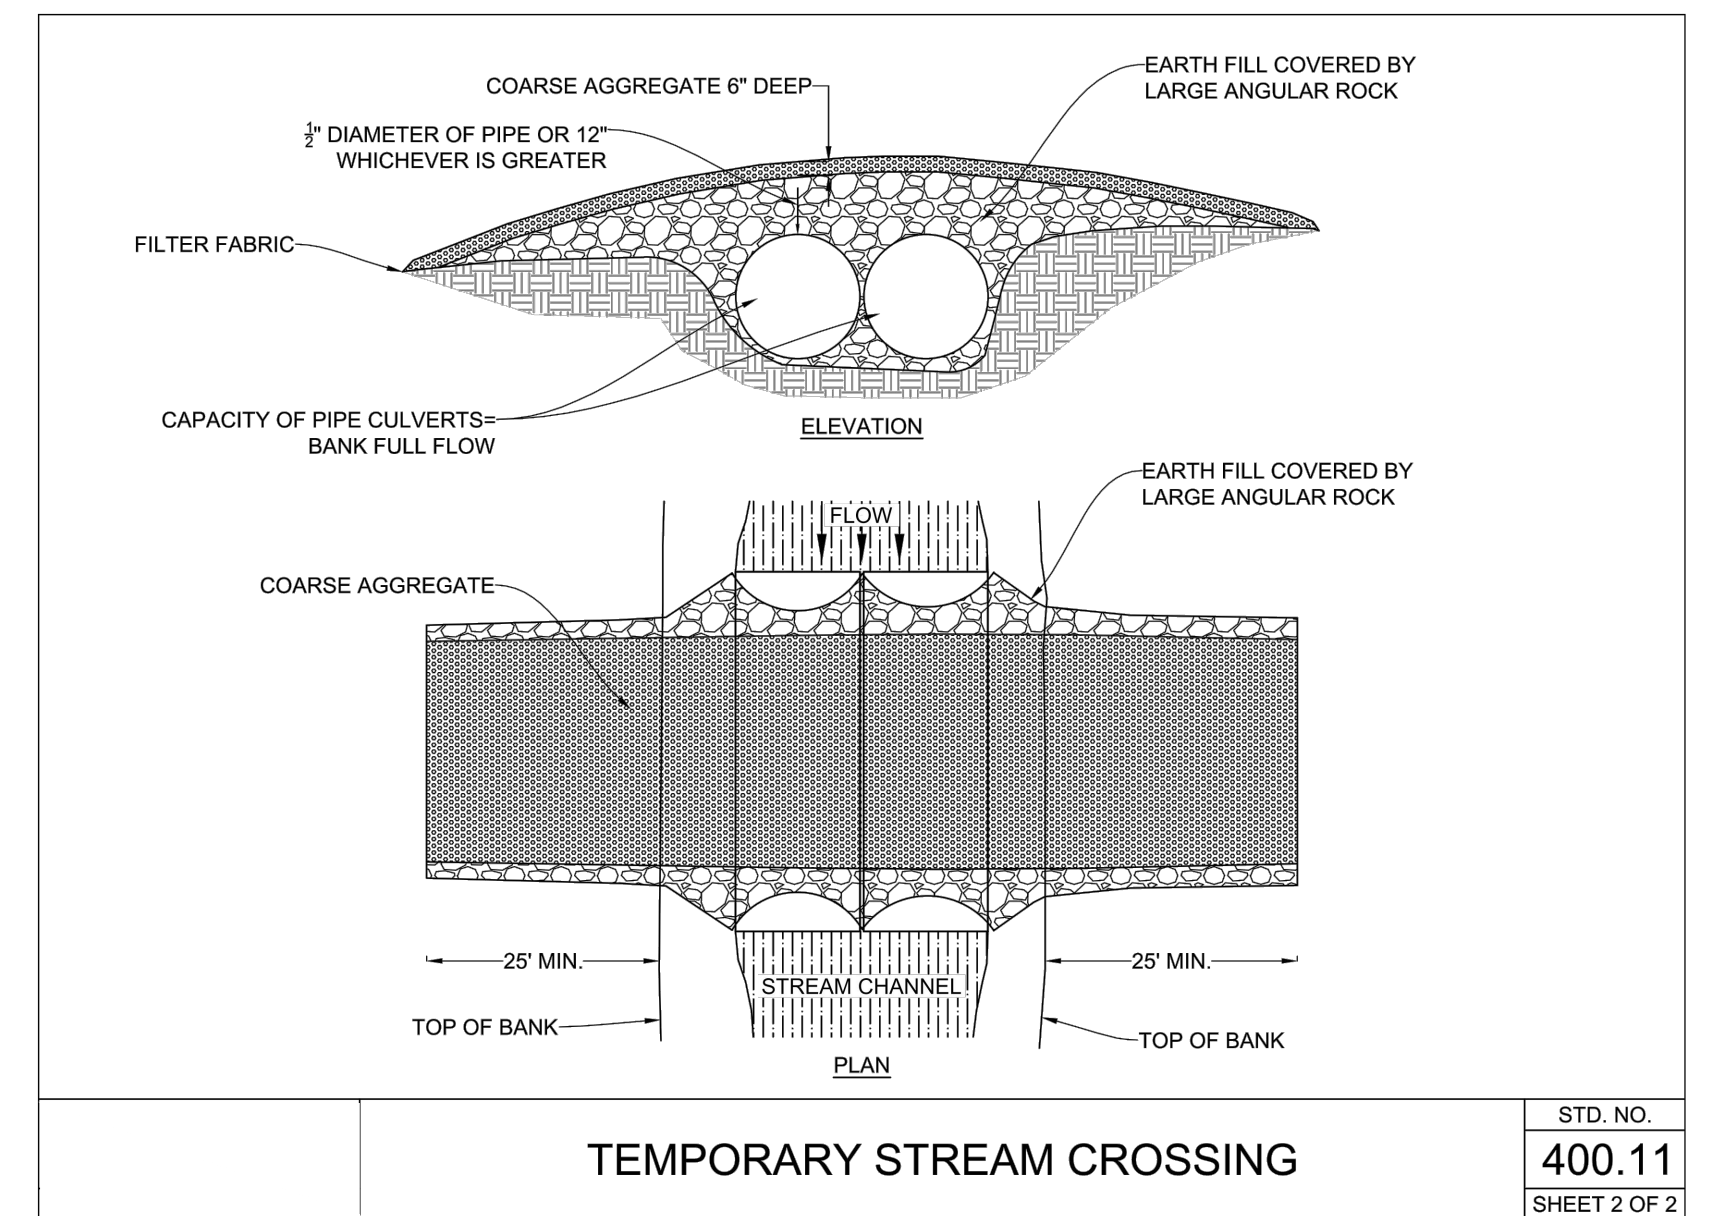 COARSE AGGREGATE 6" DEEP
EARTH FILL COVERED BY
LARGE ANGULAR ROCK
½" DIAMETER OF PIPE OR 12"
WHICHEVER IS GREATER
FILTER FABRIC
CAPACITY OF PIPE CULVERTS=
BANK FULL FLOW
ELEVATION
EARTH FILL COVERED BY
LARGE ANGULAR ROCK
FLOW
COARSE AGGREGATE
25' MIN.
25' MIN.
STREAM CHANNEL
TOP OF BANK
TOP OF BANK
PLAN
TEMPORARY STREAM CROSSING
STD. NO.
400.11
SHEET 2 OF 2